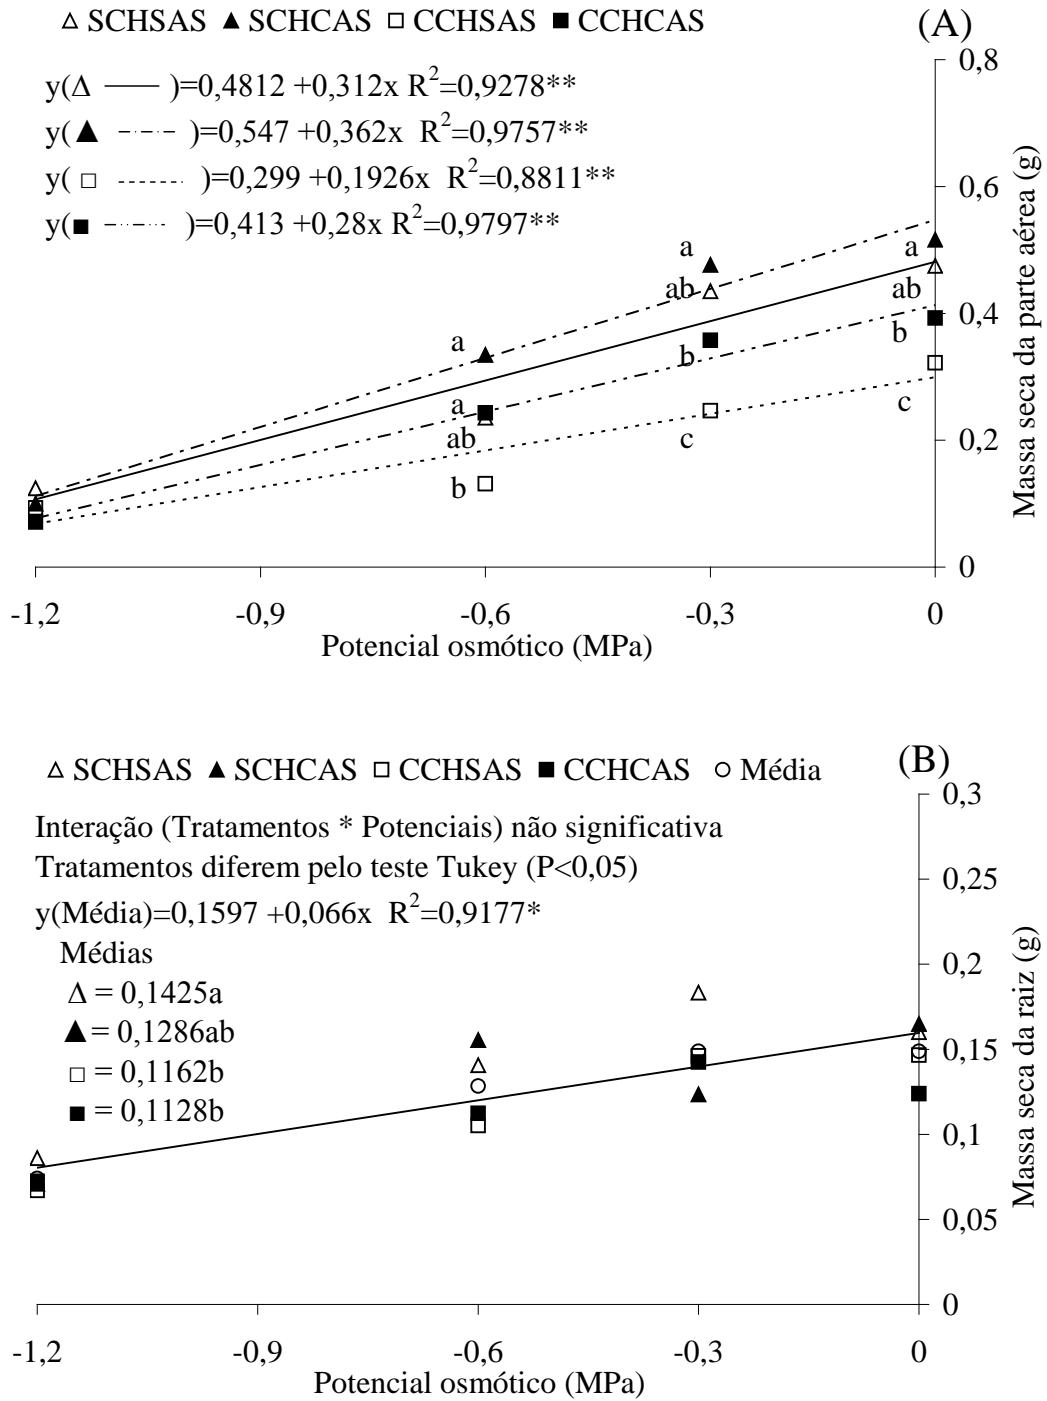 △ SCHSAS ▲ SCHCAS □ CCHSAS ■ CCHCAS
(A)
y(Δ —— )=0,4812 +0,312x R²=0,9278**
y(▲ -·-·- )=0,547 +0,362x R²=0,9757**
y( □ ------- )=0,299 +0,1926x R²=0,8811**
y(■ -··-··- )=0,413 +0,28x R²=0,9797**
0,8
0,6
0,4
0,2
0
Massa seca da parte aérea (g)
a
ab
b
c
a
ab
b
c
a
a
ab
b
-1,2 -0,9 -0,6 -0,3 0
Potencial osmótico (MPa)
△ SCHSAS ▲ SCHCAS □ CCHSAS ■ CCHCAS ○ Média
(B)
Interação (Tratamentos * Potenciais) não significativa
Tratamentos diferem pelo teste Tukey (P<0,05)
y(Média)=0,1597 +0,066x R²=0,9177*
Médias
Δ = 0,1425a
▲ = 0,1286ab
□ = 0,1162b
■ = 0,1128b
0,3
0,25
0,2
0,15
0,1
0,05
0
Massa seca da raiz (g)
-1,2 -0,9 -0,6 -0,3 0
Potencial osmótico (MPa)